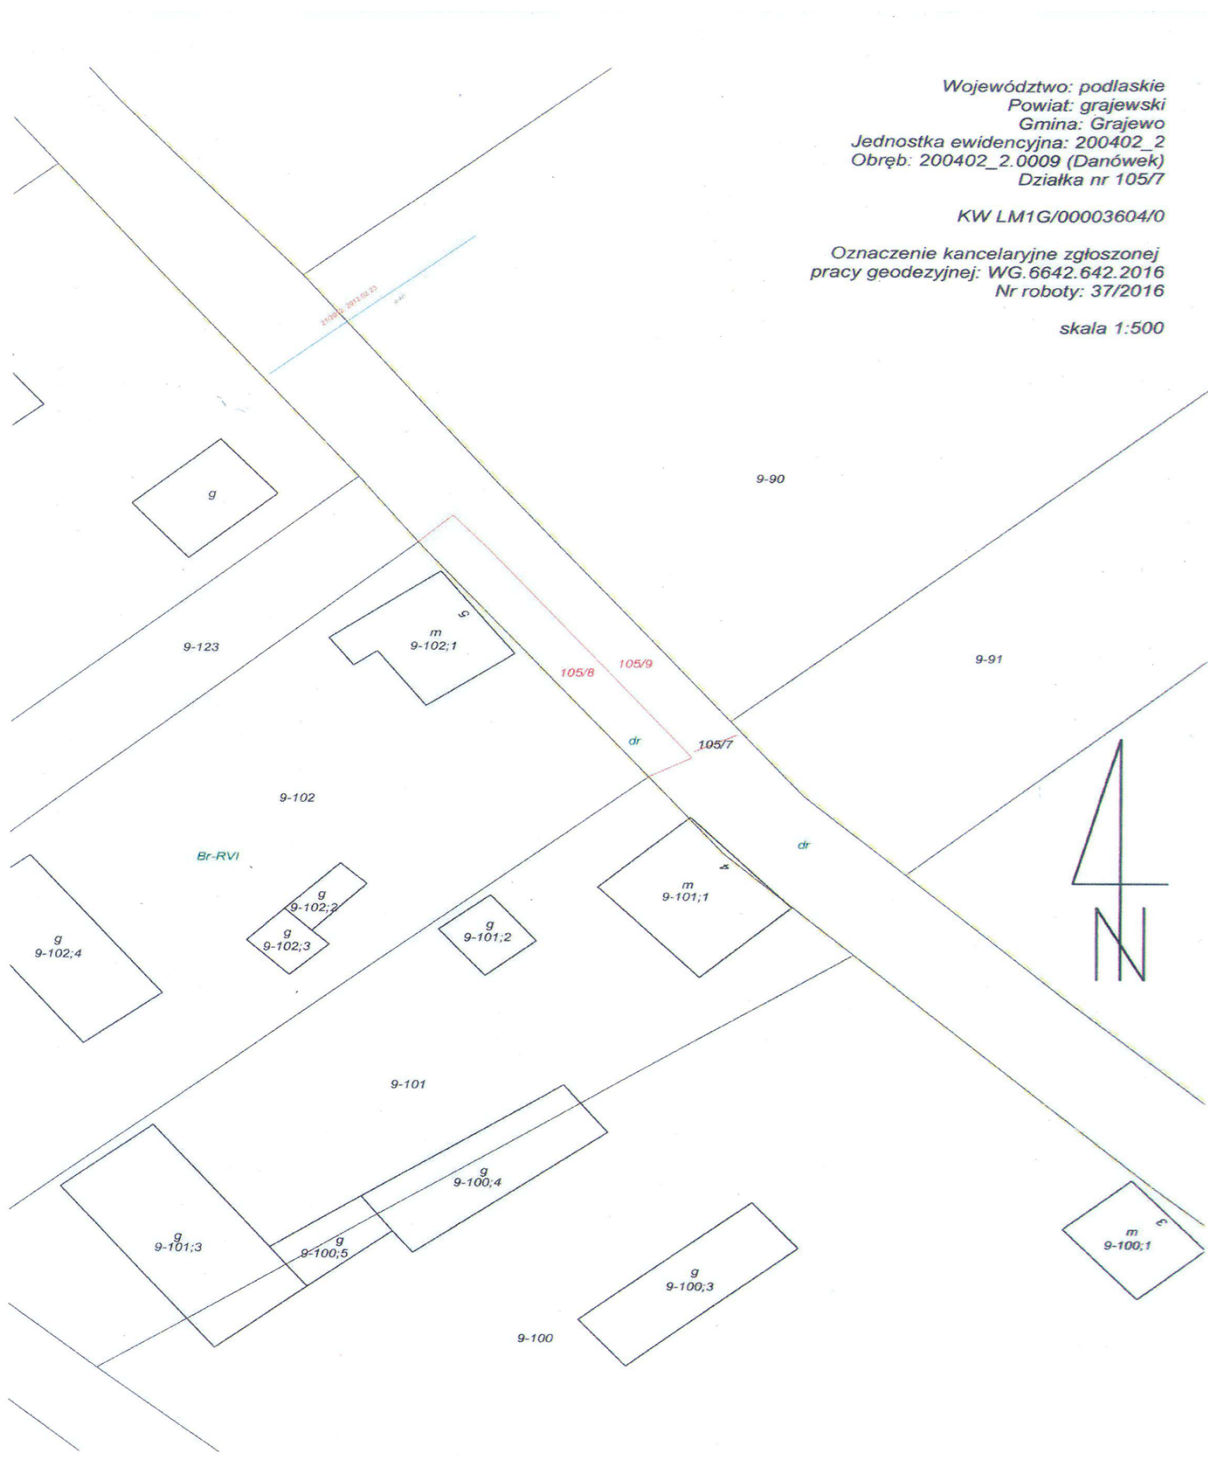 Województwo: podlaskie
Powiat: grajewski
Gmina: Grajewo
Jednostka ewidencyjna: 200402_2
Obręb: 200402_2.0009 (Danówek)
Działka nr 105/7
KW LM1G/00003604/0
Oznaczenie kancelaryjne zgłoszonej
pracy geodezyjnej: WG.6642.642.2016
Nr roboty: 37/2016
skala 1:500
g
9-90
5
m
9-102;1
9-123
9-91
105/9
105/8
dr
105/7
9-102
Br-RVI
dr
4
m
9-101;1
g
9-102;2
g
9-102;3
g
9-101;2
g
9-102;4
N
9-101
g
9-100;4
g
9-101;3
g
9-100;5
3
m
9-100;1
g
9-100;3
9-100